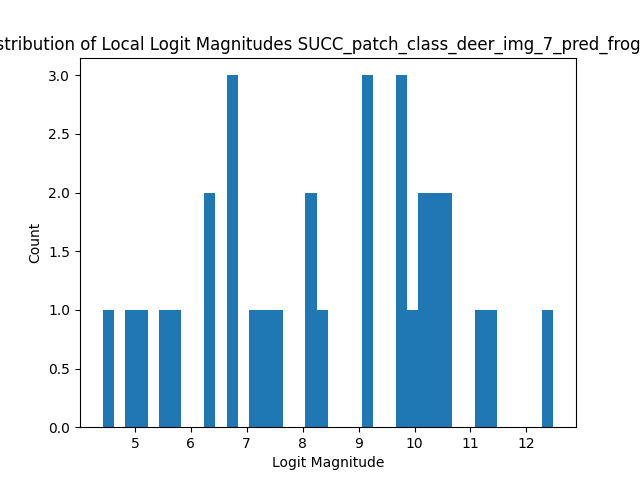 stribution of Local Logit Magnitudes SUCC_patch_class_deer_img_7_pred_frog
3.0
2.5
2.0
1.5
1.0
0.5
0.0
Count
5 6 7 8 9 10 11 12
Logit Magnitude